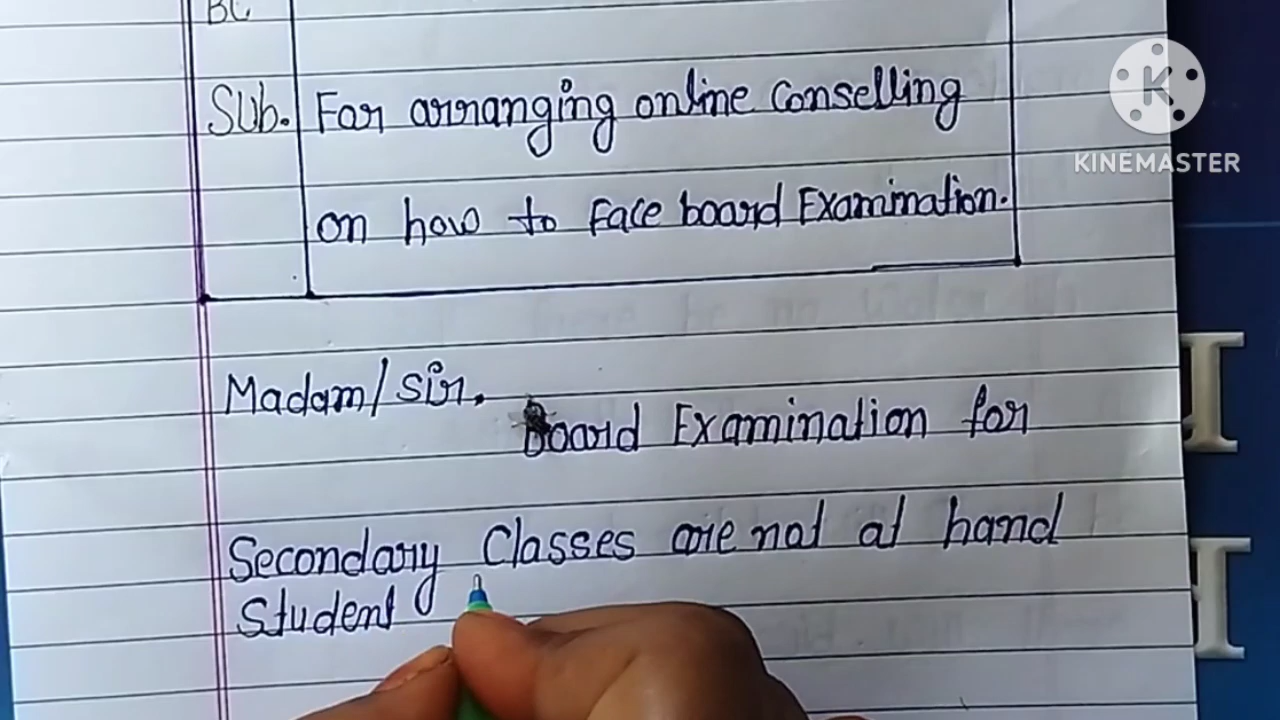 BC
Sub. For arranging online Conselling
on how to Face board Examination.
Madam/Sir,
Board Examination for
Secondary Classes are not at hand
Student
K
KINEMASTER
I
I